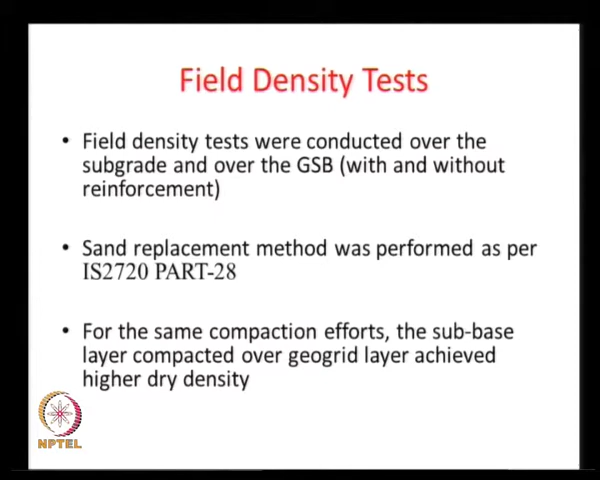 Field Density Tests
• Field density tests were conducted over the
subgrade and over the GSB (with and without
reinforcement)
• Sand replacement method was performed as per
IS2720 PART-28
• For the same compaction efforts, the sub-base
layer compacted over geogrid layer achieved
higher dry density
NPTEL